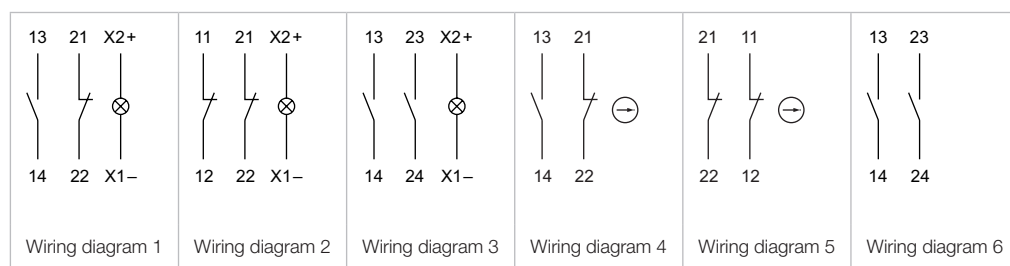 13 21 X2+
14 22 X1–
Wiring diagram 1
11 21 X2+
12 22 X1–
Wiring diagram 2
13 23 X2+
14 24 X1–
Wiring diagram 3
13 21
14 22
Wiring diagram 4
21 11
22 12
Wiring diagram 5
13 23
14 24
Wiring diagram 6